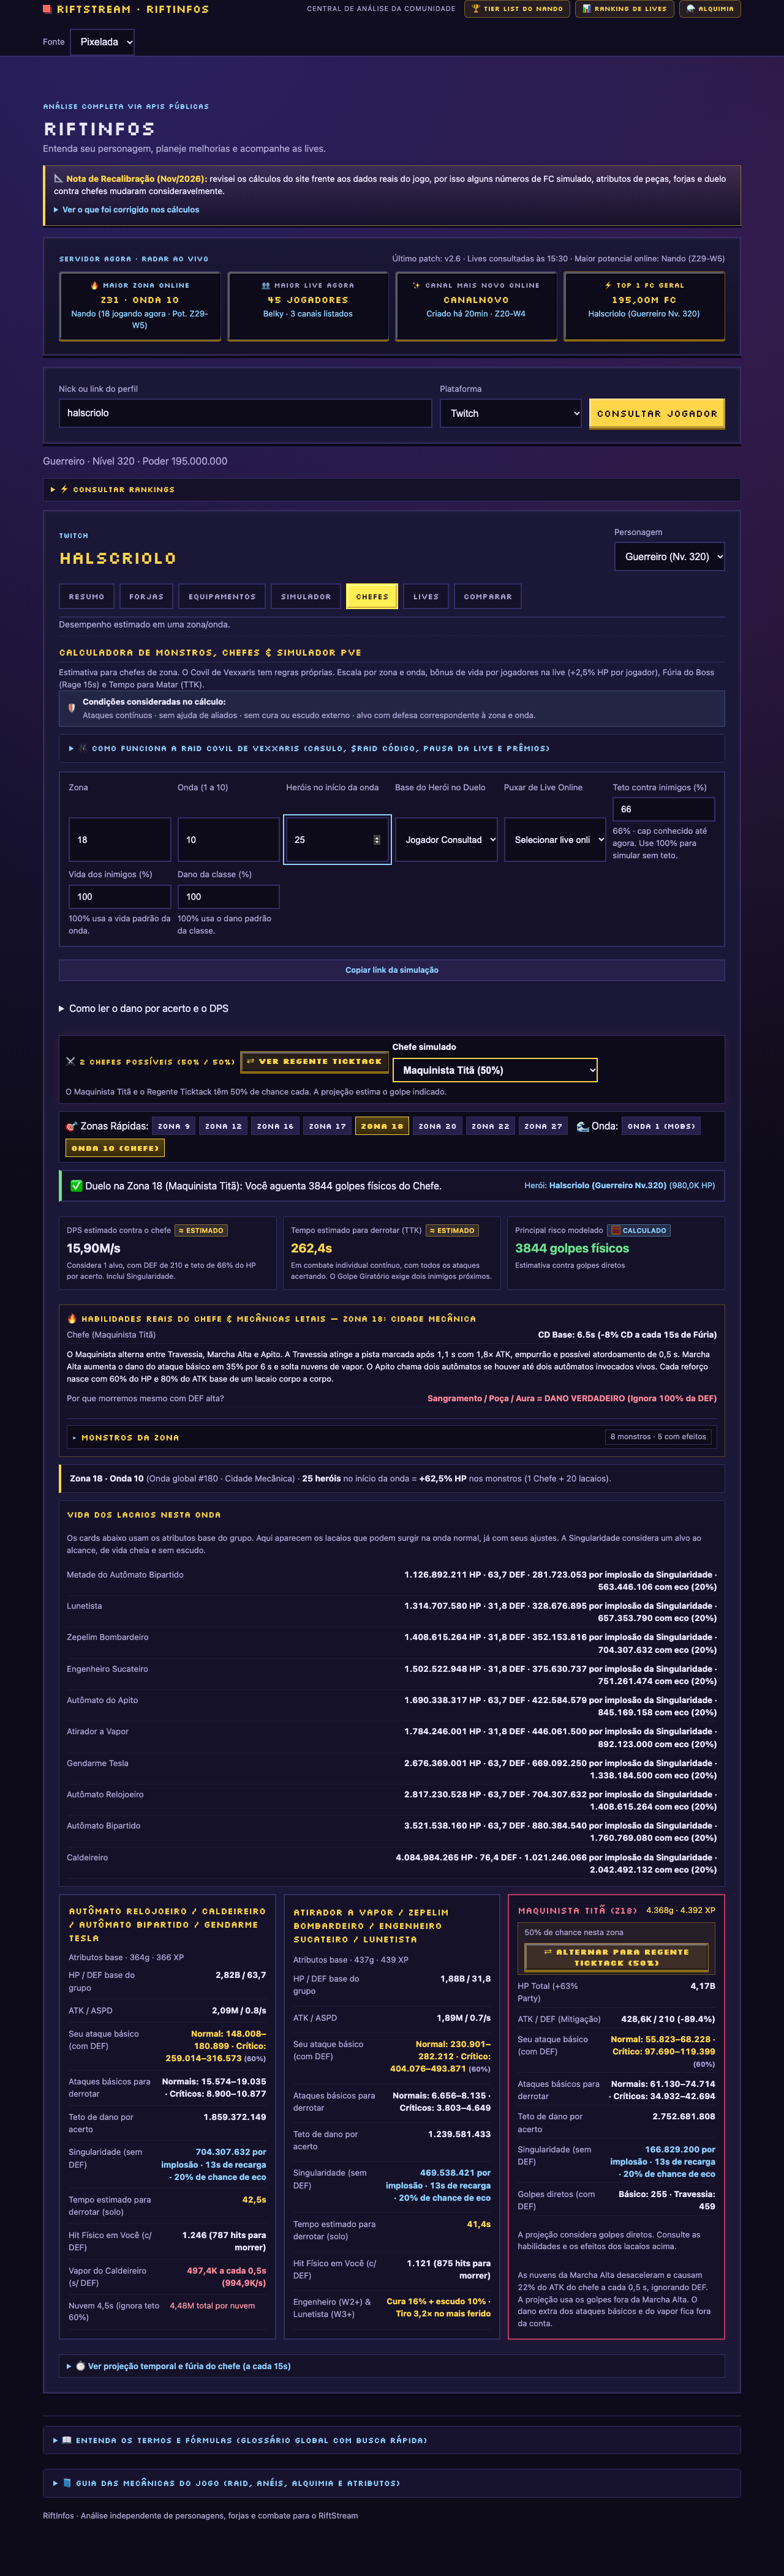 RIFTSTREAM · RIFTINFOS
CENTRAL DE ANÁLISE DA COMUNIDADE
🏆 TIER LIST DO NANDO
📊 RANKING DE LIVES
ALQUIMIA
Fonte
Pixelada
ANÁLISE COMPLETA VIA APIS PÚBLICAS
RIFTINFOS
Entenda seu personagem, planeje melhorias e acompanhe as lives.
📐 Nota de Recalibração (Nov/2026): revisei os cálculos do site frente aos dados reais do jogo, por isso alguns números de FC simulado, atributos de peças, forjas e duelo
contra chefes mudaram consideravelmente.
▸ Ver o que foi corrigido nos cálculos
SERVIDOR AGORA · RADAR AO VIVO
Último patch: v2.6 · Lives consultadas às 15:30 · Maior potencial online: Nando (Z29-W5)
🔥 MAIOR ZONA ONLINE
Z31 · ONDA 10
Nando (18 jogando agora · Pot. Z29-
W5)
👥 MAIOR LIVE AGORA
45 JOGADORES
Belky · 3 canais listados
✨ CANAL MAIS NOVO ONLINE
CANALNOVO
Criado há 20min · Z20-W4
⚡ TOP 1 FC GERAL
195,00M FC
Halscriolo (Guerreiro Nv. 320)
Nick ou link do perfil
halscriolo
Plataforma
Twitch
CONSULTAR JOGADOR
Guerreiro · Nível 320 · Poder 195.000.000
▸ ⚡ CONSULTAR RANKINGS
TWITCH
HALSCRIOLO
Personagem
Guerreiro (Nv. 320)
RESUMO
FORJAS
EQUIPAMENTOS
SIMULADOR
CHEFES
LIVES
COMPARAR
Desempenho estimado em uma zona/onda.
CALCULADORA DE MONSTROS, CHEFES & SIMULADOR PVE
Estimativa para chefes de zona. O Covil de Vexxaris tem regras próprias. Escala por zona e onda, bônus de vida por jogadores na live (+2,5% HP por jogador), Fúria do Boss
(Rage 15s) e Tempo para Matar (TTK).
Condições consideradas no cálculo:
Ataques contínuos · sem ajuda de aliados · sem cura ou escudo externo · alvo com defesa correspondente à zona e onda.
▸ COMO FUNCIONA A RAID COVIL DE VEXXARIS (CASULO, $RAID CÓDIGO, PAUSA DA LIVE E PRÊMIOS)
Zona
18
Onda (1 a 10)
10
Heróis no início da onda
25
Base do Herói no Duelo
Jogador Consultad
Puxar de Live Online
Selecionar live onli
Teto contra inimigos (%)
66
66% · cap conhecido até
agora. Use 100% para
simular sem teto.
Vida dos inimigos (%)
100
100% usa a vida padrão da
onda.
Dano da classe (%)
100
100% usa o dano padrão
da classe.
Copiar link da simulação
▸ Como ler o dano por acerto e o DPS
⚔️ 2 CHEFES POSSÍVEIS (50% / 50%)
⇄ VER REGENTE TICKTACK
Chefe simulado
Maquinista Titã (50%)
O Maquinista Titã e o Regente Ticktack têm 50% de chance cada. A projeção estima o golpe indicado.
🎯 Zonas Rápidas:
ZONA 9
ZONA 12
ZONA 16
ZONA 17
ZONA 18
ZONA 20
ZONA 22
ZONA 27
🌊 Onda:
ONDA 1 (MOBS)
ONDA 10 (CHEFE)
✅ Duelo na Zona 18 (Maquinista Titã): Você aguenta 3844 golpes físicos do Chefe.
Herói: Halscriolo (Guerreiro Nv.320) (980,0K HP)
DPS estimado contra o chefe ≈ ESTIMADO
15,90M/s
Considera 1 alvo, com DEF de 210 e teto de 66% do HP
por acerto. Inclui Singularidade.
Tempo estimado para derrotar (TTK) ≈ ESTIMADO
262,4s
Em combate individual contínuo, com todos os ataques
acertando. O Golpe Giratório exige dois inimigos próximos.
Principal risco modelado CALCULADO
3844 golpes físicos
Estimativa contra golpes diretos
🔥 HABILIDADES REAIS DO CHEFE & MECÂNICAS LETAIS — ZONA 18: CIDADE MECÂNICA
Chefe (Maquinista Titã)
CD Base: 6.5s (-8% CD a cada 15s de Fúria)
O Maquinista alterna entre Travessia, Marcha Alta e Apito. A Travessia atinge a pista marcada após 1,1 s com 1,8× ATK, empurrão e possível atordoamento de 0,5 s. Marcha
Alta aumenta o dano do ataque básico em 35% por 6 s e solta nuvens de vapor. O Apito chama dois autômatos se houver até dois autômatos invocados vivos. Cada reforço
nasce com 60% do HP e 80% do ATK base de um lacaio corpo a corpo.
Por que morremos mesmo com DEF alta?
Sangramento / Poça / Aura = DANO VERDADEIRO (Ignora 100% da DEF)
▸ MONSTROS DA ZONA
8 monstros · 5 com efeitos
Zona 18 · Onda 10 (Onda global #180 · Cidade Mecânica) · 25 heróis no início da onda = +62,5% HP nos monstros (1 Chefe + 20 lacaios).
VIDA DOS LACAIOS NESTA ONDA
Os cards abaixo usam os atributos base do grupo. Aqui aparecem os lacaios que podem surgir na onda normal, já com seus ajustes. A Singularidade considera um alvo ao
alcance, de vida cheia e sem escudo.
Metade do Autômato Bipartido
1.126.892.211 HP · 63,7 DEF · 281.723.053 por implosão da Singularidade ·
563.446.106 com eco (20%)
Lunetista
1.314.707.580 HP · 31,8 DEF · 328.676.895 por implosão da Singularidade ·
657.353.790 com eco (20%)
Zepelim Bombardeiro
1.408.615.264 HP · 31,8 DEF · 352.153.816 por implosão da Singularidade ·
704.307.632 com eco (20%)
Engenheiro Sucateiro
1.502.522.948 HP · 31,8 DEF · 375.630.737 por implosão da Singularidade ·
751.261.474 com eco (20%)
Autômato do Apito
1.690.338.317 HP · 63,7 DEF · 422.584.579 por implosão da Singularidade ·
845.169.158 com eco (20%)
Atirador a Vapor
1.784.246.001 HP · 31,8 DEF · 446.061.500 por implosão da Singularidade ·
892.123.000 com eco (20%)
Gendarme Tesla
2.676.369.001 HP · 63,7 DEF · 669.092.250 por implosão da Singularidade ·
1.338.184.500 com eco (20%)
Autômato Relojoeiro
2.817.230.528 HP · 63,7 DEF · 704.307.632 por implosão da Singularidade ·
1.408.615.264 com eco (20%)
Autômato Bipartido
3.521.538.160 HP · 63,7 DEF · 880.384.540 por implosão da Singularidade ·
1.760.769.080 com eco (20%)
Caldeireiro
4.084.984.265 HP · 76,4 DEF · 1.021.246.066 por implosão da Singularidade ·
2.042.492.132 com eco (20%)
AUTÔMATO RELOJOEIRO / CALDEIREIRO
/ AUTÔMATO BIPARTIDO / GENDARME
TESLA
Atributos base · 364g · 366 XP
HP / DEF base do
grupo
2,82B / 63,7
ATK / ASPD
2,09M / 0.8/s
Seu ataque básico
(com DEF)
Normal: 148.008–
180.899 · Crítico:
259.014–316.573 (60%)
Ataques básicos para
derrotar
Normais: 15.574–19.035
· Críticos: 8.900–10.877
Teto de dano por
acerto
1.859.372.149
Singularidade (sem
DEF)
704.307.632 por
implosão · 13s de recarga
· 20% de chance de eco
Tempo estimado para
derrotar (solo)
42,5s
Hit Físico em Você (c/
DEF)
1.246 (787 hits para
morrer)
Vapor do Caldeireiro
(s/ DEF)
497,4K a cada 0,5s
(994,9K/s)
Nuvem 4,5s (ignora teto
60%)
4,48M total por nuvem
ATIRADOR A VAPOR / ZEPELIM
BOMBARDEIRO / ENGENHEIRO
SUCATEIRO / LUNETISTA
Atributos base · 437g · 439 XP
HP / DEF base do
grupo
1,88B / 31,8
ATK / ASPD
1,89M / 0.7/s
Seu ataque básico
(com DEF)
Normal: 230.901–
282.212 · Crítico:
404.076–493.871 (60%)
Ataques básicos para
derrotar
Normais: 6.656–8.135 ·
Críticos: 3.803–4.649
Teto de dano por
acerto
1.239.581.433
Singularidade (sem
DEF)
469.538.421 por
implosão · 13s de recarga
· 20% de chance de eco
Tempo estimado para
derrotar (solo)
41,4s
Hit Físico em Você (c/
DEF)
1.121 (875 hits para
morrer)
Engenheiro (W2+) &
Lunetista (W3+)
Cura 16% + escudo 10% ·
Tiro 3,2× no mais ferido
MAQUINISTA TITÃ (Z18)
4.368g · 4.392 XP
50% de chance nesta zona
⇄ ALTERNAR PARA REGENTE
TICKTACK (50%)
HP Total (+63%
Party)
4,17B
ATK / DEF (Mitigação)
428,6K / 210 (-89.4%)
Seu ataque básico
(com DEF)
Normal: 55.823–68.228 ·
Crítico: 97.690–119.399
(60%)
Ataques básicos para
derrotar
Normais: 61.130–74.714
· Críticos: 34.932–42.694
Teto de dano por
acerto
2.752.681.808
Singularidade (sem
DEF)
166.829.200 por
implosão · 13s de recarga
· 20% de chance de eco
Golpes diretos (com
DEF)
Básico: 255 · Travessia:
459
A projeção considera golpes diretos. Consulte as
habilidades e os efeitos dos lacaios acima.
As nuvens da Marcha Alta desaceleram e causam
22% do ATK do chefe a cada 0,5 s, ignorando DEF.
A projeção usa os golpes fora da Marcha Alta. O
dano extra dos ataques básicos e do vapor fica fora
da conta.
▸ ⏱️ Ver projeção temporal e fúria do chefe (a cada 15s)
▸ 📖 ENTENDA OS TERMOS E FÓRMULAS (GLOSSÁRIO GLOBAL COM BUSCA RÁPIDA)
▸ 📘 GUIA DAS MECÂNICAS DO JOGO (RAID, ANÉIS, ALQUIMIA E ATRIBUTOS)
RiftInfos · Análise independente de personagens, forjas e combate para o RiftStream